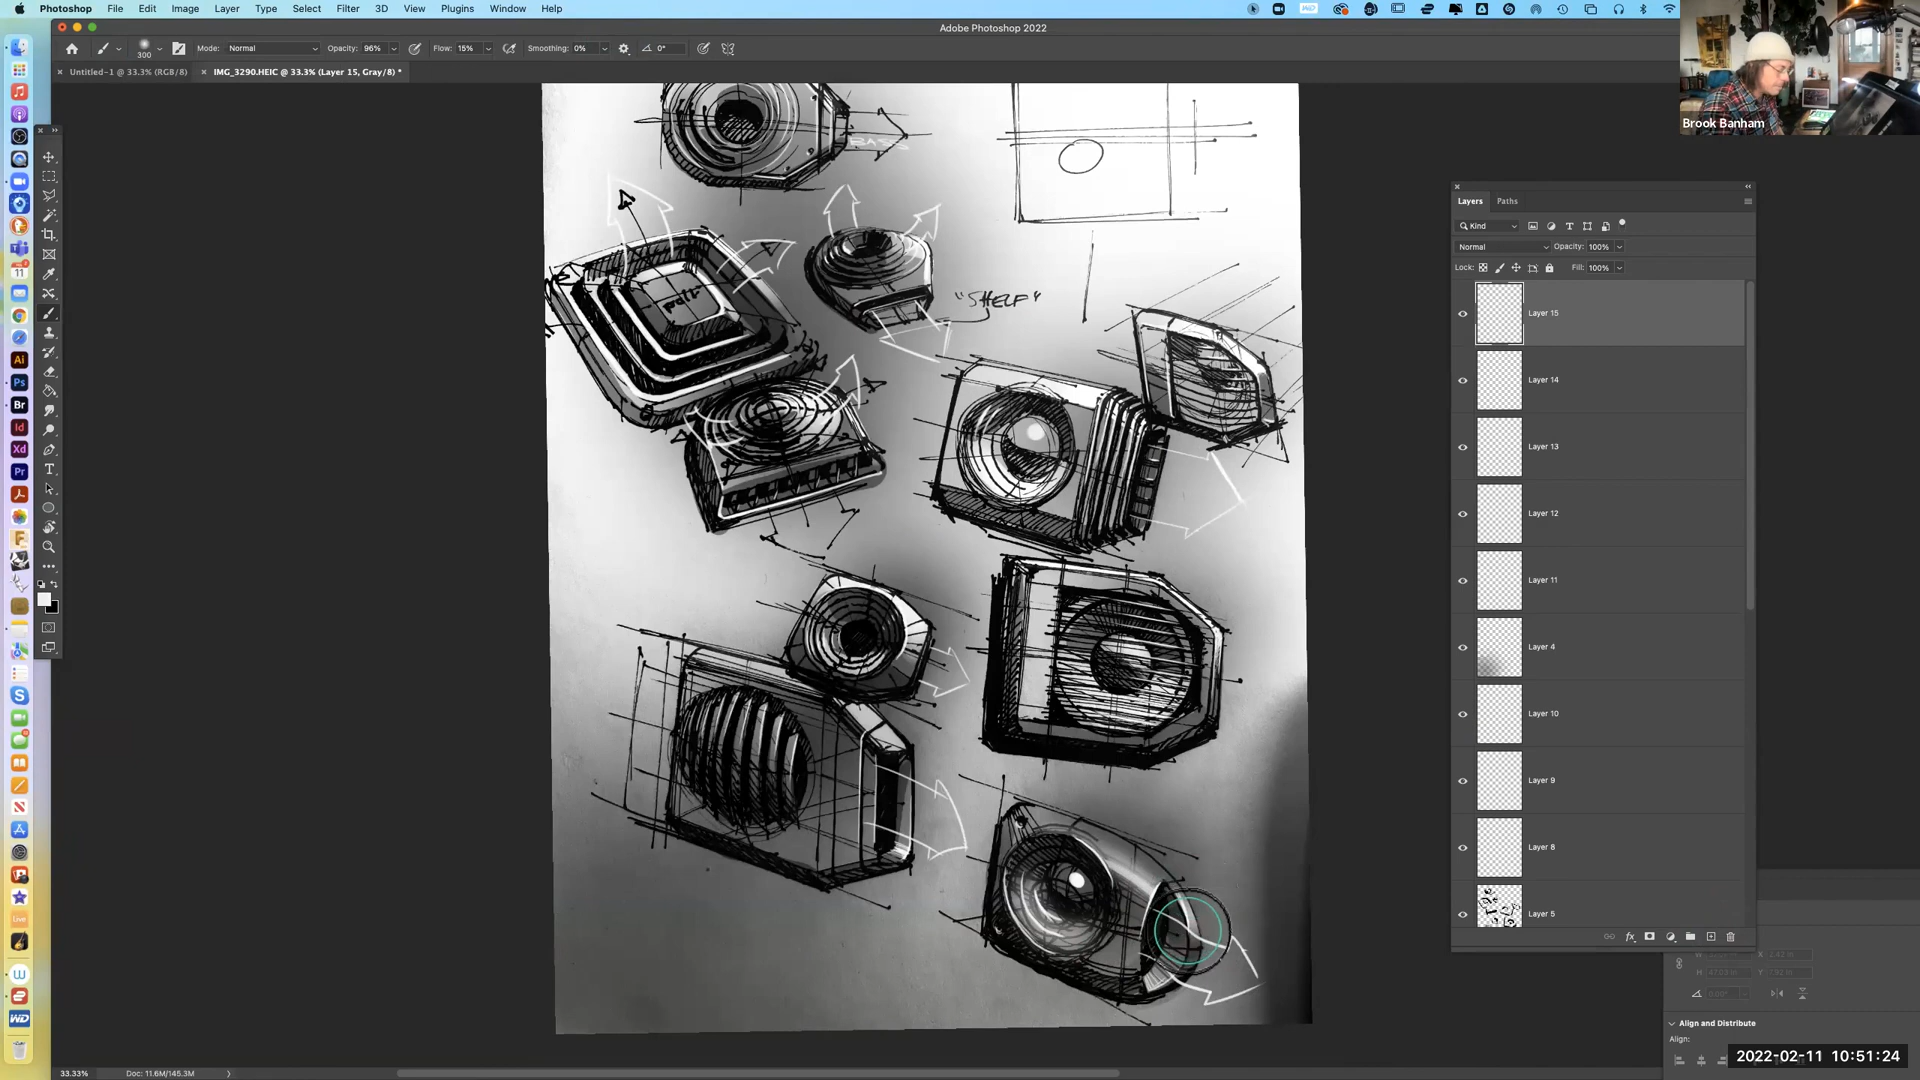 Photoshop File Edit Image Layer Type Select Filter 3D View Plugins Window Help
Adobe Photoshop 2022
300 Mode: Normal Opacity: 96% Flow: 15% Smoothing: 0% 0°
Untitled-1 @ 33.3% (RGB/8) IMG_3290.HEIC @ 33.3% (Layer 15, Gray/8) *
Brook Banham
BASS
"SHELF"
Layers Paths
Kind
Normal Opacity: 100%
Lock: Fill: 100%
Layer 15
Layer 14
Layer 13
Layer 12
Layer 11
Layer 4
Layer 10
Layer 9
Layer 8
Layer 5
Align and Distribute
Align:
2022-02-11 10:51:24
33.33% Doc: 11.6M/145.3M